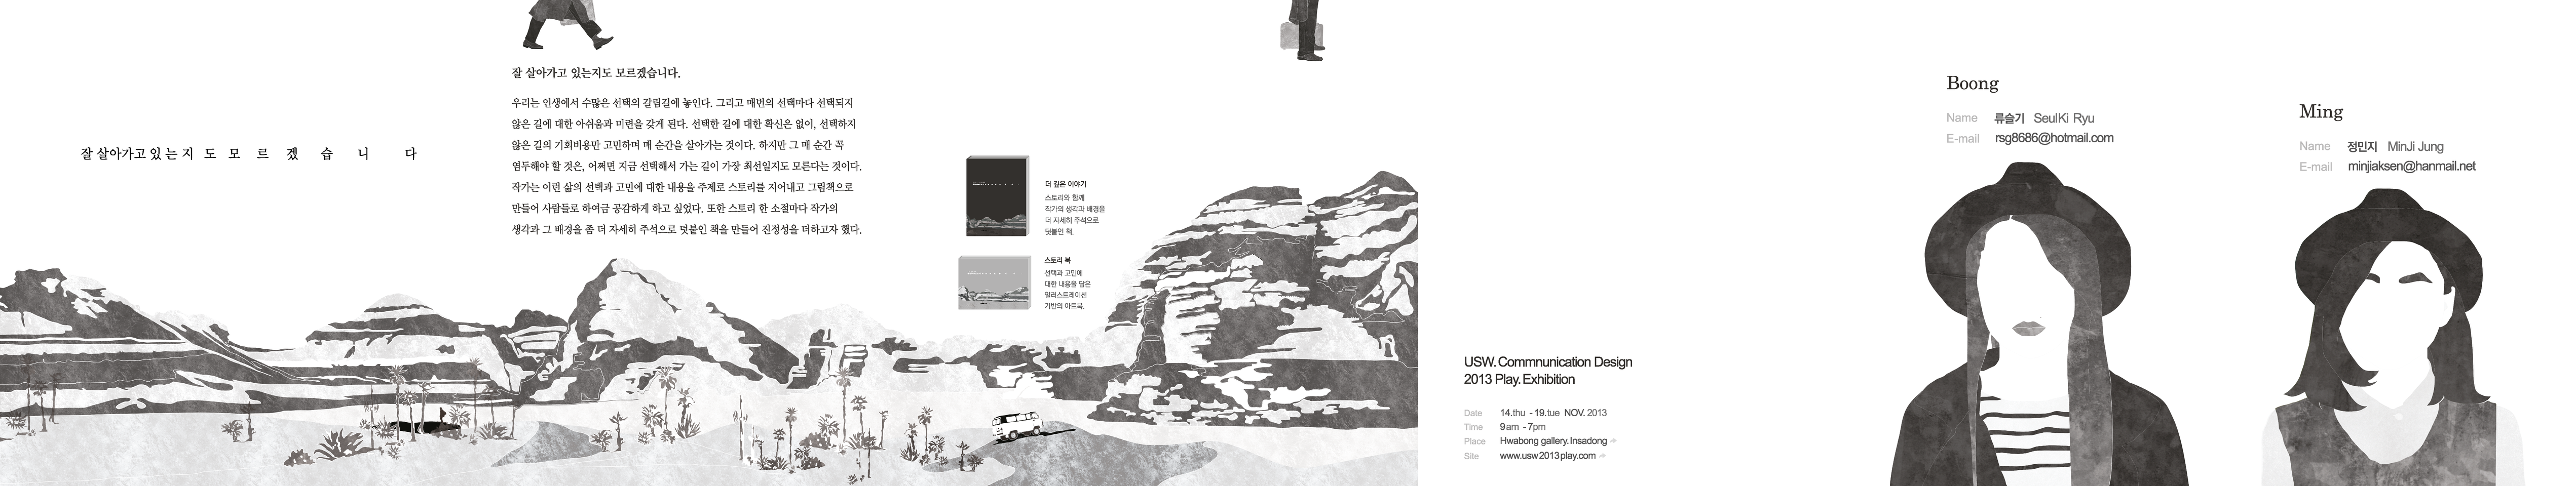 잘 살아가고 있 는 지 도 모 르 겠 습 니 다
잘 살아가고 있는지도 모르겠습니다.
우리는 인생에서 수많은 선택의 갈림길에 놓인다. 그리고 매번의 선택마다 선택되지
않은 길에 대한 아쉬움과 미련을 갖게 된다. 선택한 길에 대한 확신은 없이, 선택하지
않은 길의 기회비용만 고민하며 매 순간을 살아가는 것이다. 하지만 그 매 순간 꼭
염두해야 할 것은, 어쩌면 지금 선택해서 가는 길이 가장 최선일지도 모른다는 것이다.
작가는 이런 삶의 선택과 고민에 대한 내용을 주제로 스토리를 지어내고 그림책으로
만들어 사람들로 하여금 공감하게 하고 싶었다. 또한 스토리 한 소절마다 작가의
생각과 그 배경을 좀 더 자세히 주석으로 덧붙인 책을 만들어 진정성을 더하고자 했다.
더 깊은 이야기
스토리와 함께
작가의 생각과 배경을
더 자세히 주석으로
덧붙인 책.
스토리 북
선택과 고민에
대한 내용을 담은
일러스트레이션
기반의 아트북.
USW. Commnunication Design
2013 Play. Exhibition
Date 14.thu - 19.tue NOV. 2013
Time 9am - 7pm
Place Hwabong gallery. Insadong
Site www.usw2013play.com
Boong
Name 류슬기 SeulKi Ryu
E-mail rsg8686@hotmail.com
Ming
Name 정민지 MinJi Jung
E-mail minjiaksen@hanmail.net